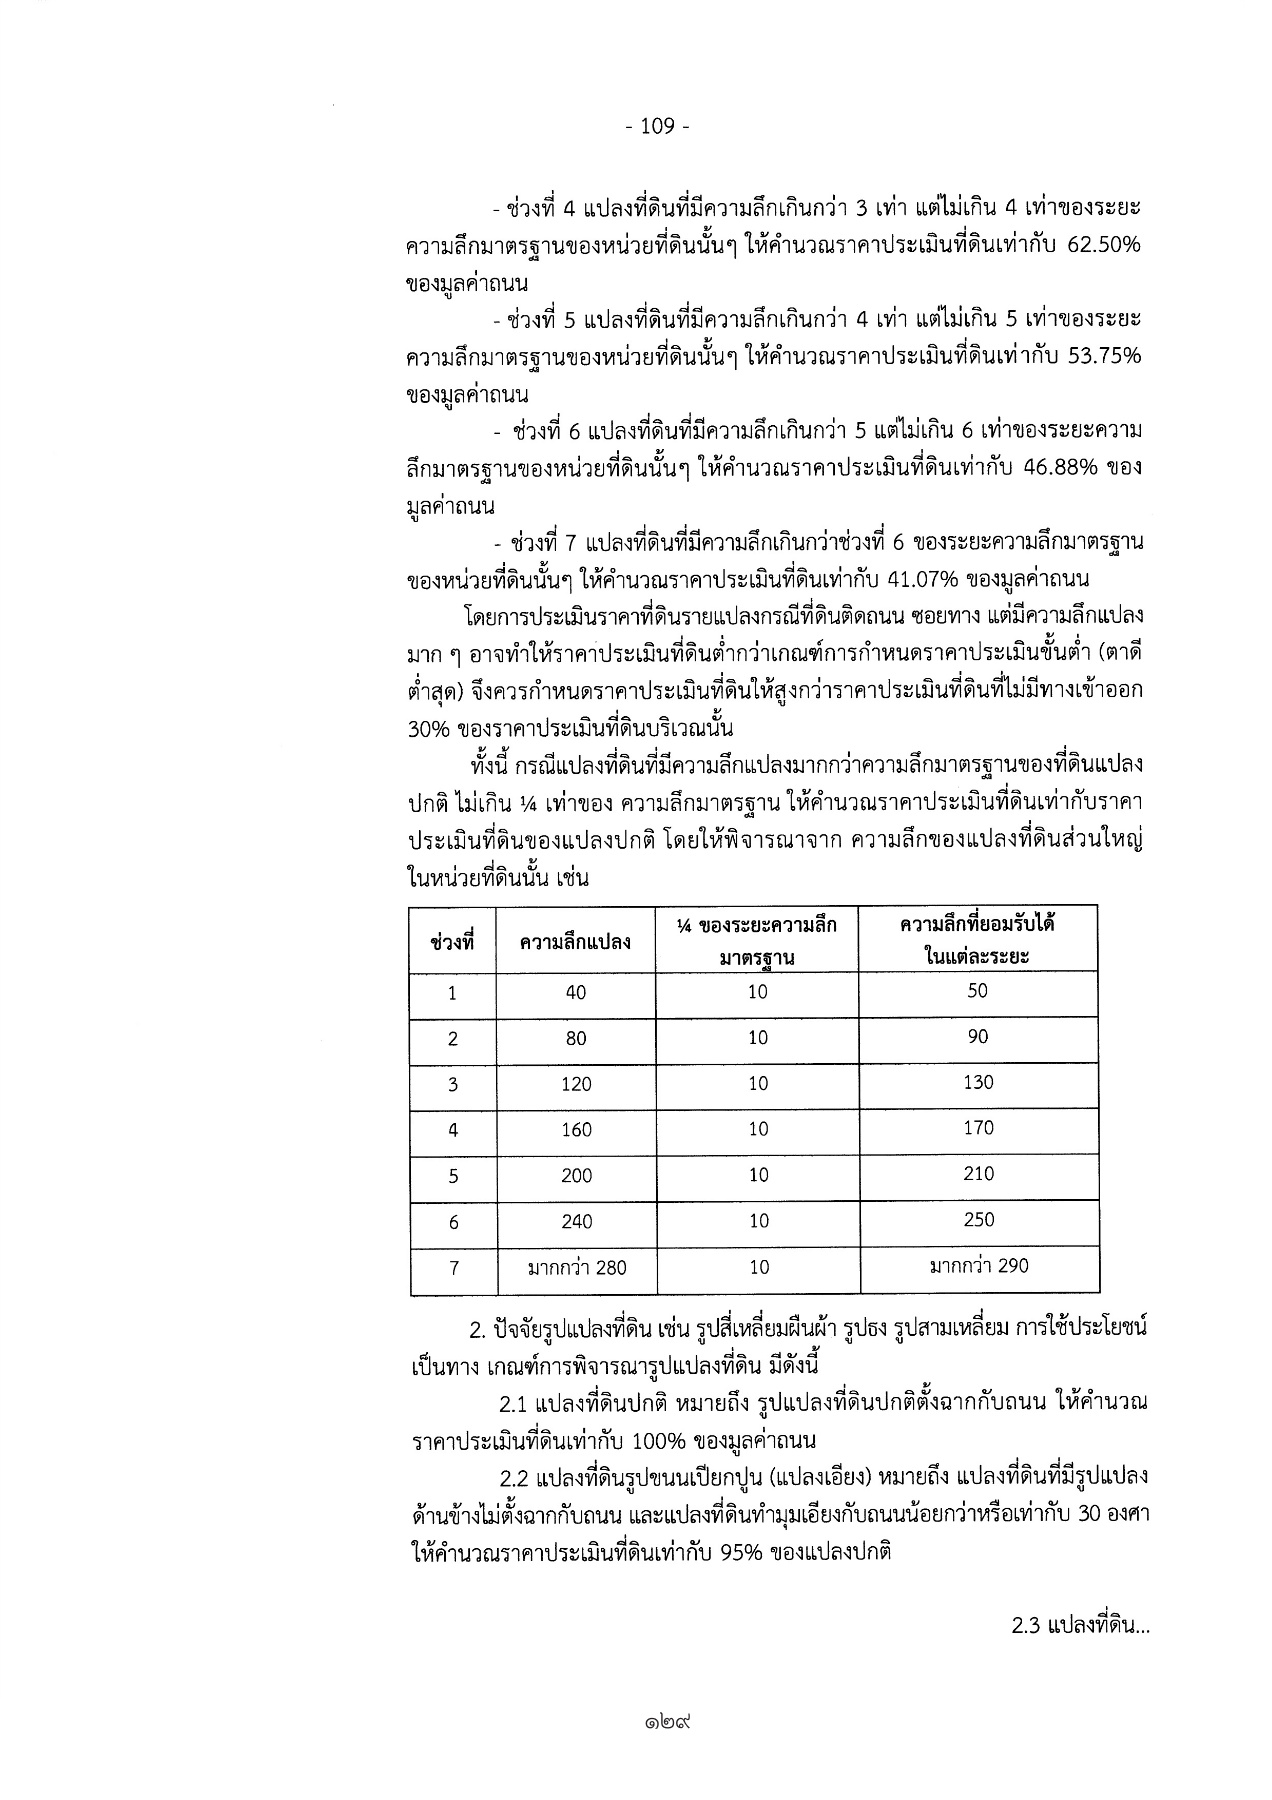 - 109 -
- ช่วงที่ 4 แปลงที่ดินที่มีความลึกเกินกว่า 3 เท่า แต่ไม่เกิน 4 เท่าของระยะ
ความลึกมาตรฐานของหน่วยที่ดินนั้นๆ ให้คำนวณราคาประเมินที่ดินเท่ากับ 62.50%
ของมูลค่าถนน
- ช่วงที่ 5 แปลงที่ดินที่มีความลึกเกินกว่า 4 เท่า แต่ไม่เกิน 5 เท่าของระยะ
ความลึกมาตรฐานของหน่วยที่ดินนั้นๆ ให้คำนวณราคาประเมินที่ดินเท่ากับ 53.75%
ของมูลค่าถนน
- ช่วงที่ 6 แปลงที่ดินที่มีความลึกเกินกว่า 5 แต่ไม่เกิน 6 เท่าของระยะความ
ลึกมาตรฐานของหน่วยที่ดินนั้นๆ ให้คำนวณราคาประเมินที่ดินเท่ากับ 46.88% ของ
มูลค่าถนน
- ช่วงที่ 7 แปลงที่ดินที่มีความลึกเกินกว่าช่วงที่ 6 ของระยะความลึกมาตรฐาน
ของหน่วยที่ดินนั้นๆ ให้คำนวณราคาประเมินที่ดินเท่ากับ 41.07% ของมูลค่าถนน
โดยการประเมินราคาที่ดินรายแปลงกรณีที่ดินติดถนน ซอยทาง แต่มีความลึกแปลง
มาก ๆ อาจทำให้ราคาประเมินที่ดินต่ำกว่าเกณฑ์การกำหนดราคาประเมินขั้นต่ำ (ตาดี
ต่ำสุด) จึงควรกำหนดราคาประเมินที่ดินให้สูงกว่าราคาประเมินที่ดินที่ไม่มีทางเข้าออก
30% ของราคาประเมินที่ดินบริเวณนั้น
ทั้งนี้ กรณีแปลงที่ดินที่มีความลึกแปลงมากกว่าความลึกมาตรฐานของที่ดินแปลง
ปกติ ไม่เกิน ¼ เท่าของ ความลึกมาตรฐาน ให้คำนวณราคาประเมินที่ดินเท่ากับราคา
ประเมินที่ดินของแปลงปกติ โดยให้พิจารณาจาก ความลึกของแปลงที่ดินส่วนใหญ่
ในหน่วยที่ดินนั้น เช่น
ช่วงที่ ความลึกแปลง ¼ ของระยะความลึก ความลึกที่ยอมรับได้
มาตรฐาน ในแต่ละระยะ
1 40 10 50
2 80 10 90
3 120 10 130
4 160 10 170
5 200 10 210
6 240 10 250
7 มากกว่า 280 10 มากกว่า 290
2. ปัจจัยรูปแปลงที่ดิน เช่น รูปสี่เหลี่ยมผืนผ้า รูปธง รูปสามเหลี่ยม การใช้ประโยชน์
เป็นทาง เกณฑ์การพิจารณารูปแปลงที่ดิน มีดังนี้
2.1 แปลงที่ดินปกติ หมายถึง รูปแปลงที่ดินปกติตั้งฉากกับถนน ให้คำนวณ
ราคาประเมินที่ดินเท่ากับ 100% ของมูลค่าถนน
2.2 แปลงที่ดินรูปขนนเปียกปูน (แปลงเอียง) หมายถึง แปลงที่ดินที่มีรูปแปลง
ด้านข้างไม่ตั้งฉากกับถนน และแปลงที่ดินทำมุมเอียงกับถนนน้อยกว่าหรือเท่ากับ 30 องศา
ให้คำนวณราคาประเมินที่ดินเท่ากับ 95% ของแปลงปกติ
2.3 แปลงที่ดิน...
๑๒๙